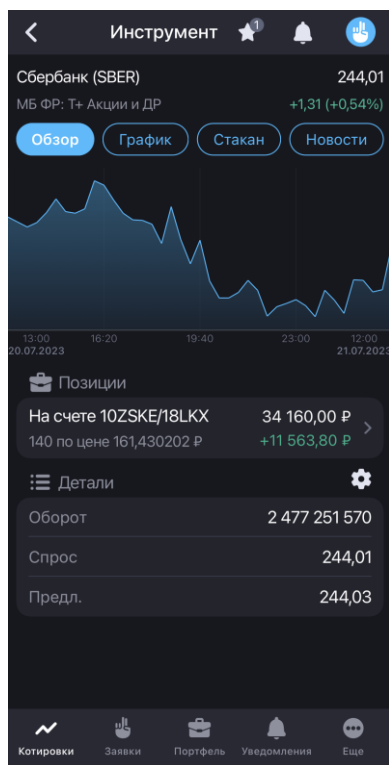 Инструмент 1
Сбербанк (SBER) 244,01
МБ ФР: Т+ Акции и ДР +1,31 (+0,54%)
Обзор График Стакан Новости
13:00 16:20 19:40 23:00 12:00
20.07.2023 21.07.2023
Позиции
На счете 10ZSKE/18LKX 34 160,00 ₽
140 по цене 161,430202 ₽ +11 563,80 ₽
Детали
Оборот 2 477 251 570
Спрос 244,01
Предл. 244,03
Котировки Заявки Портфель Уведомления Еще